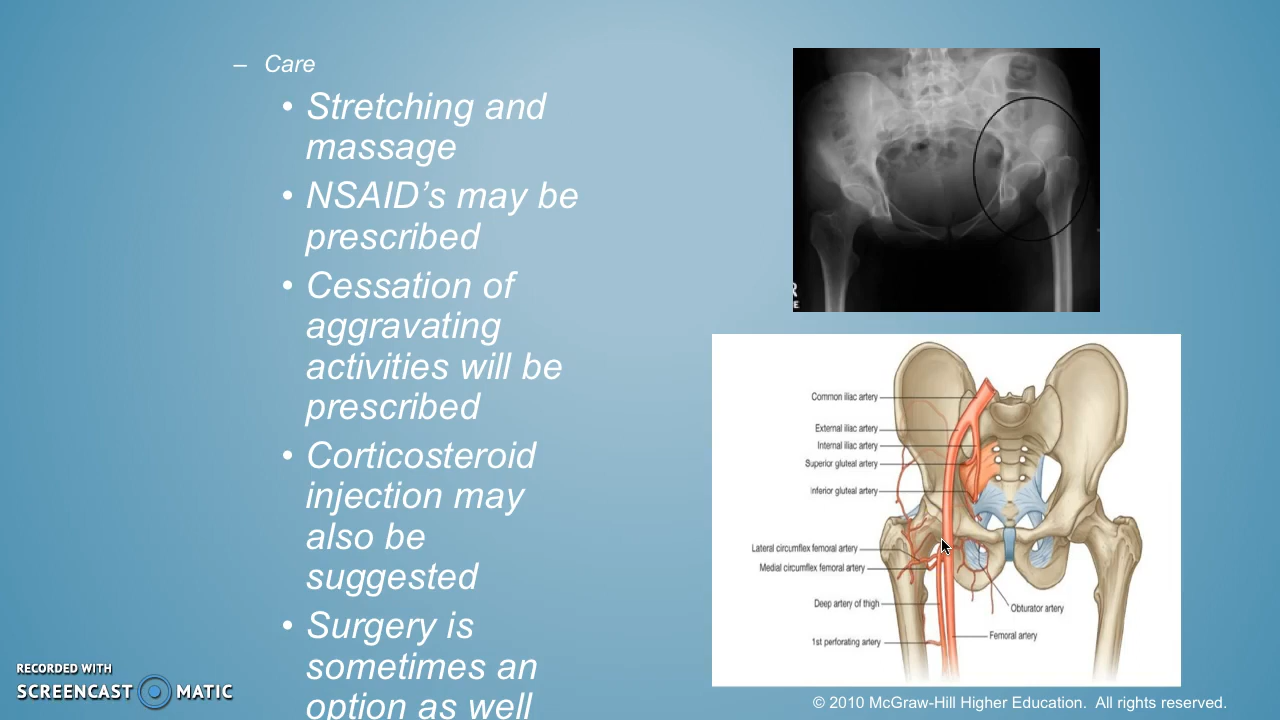 – Care
• Stretching and
massage
• NSAID’s may be
prescribed
• Cessation of
aggravating
activities will be
prescribed
• Corticosteroid
injection may
also be
suggested
• Surgery is
sometimes an
option as well
R
E
Common iliac artery
External iliac artery
Internal iliac artery
Superior gluteal artery
Inferior gluteal artery
Lateral circumflex femoral artery
Medial circumflex femoral artery
Deep artery of thigh
Obturator artery
1st perforating artery
Femoral artery
RECORDED WITH
SCREENCAST MATIC
© 2010 McGraw-Hill Higher Education. All rights reserved.